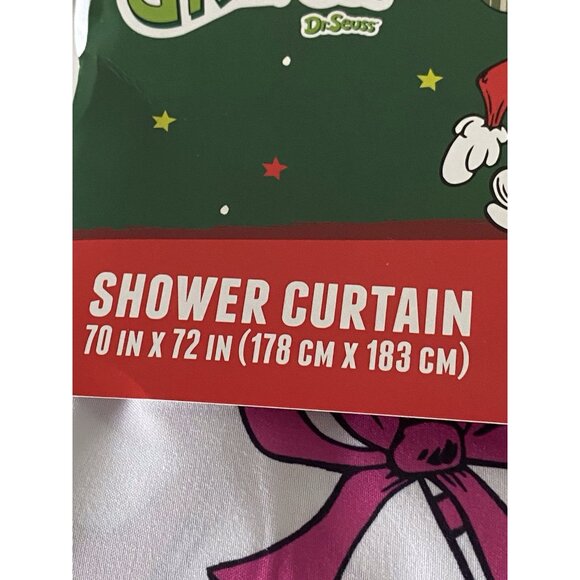 Dr. Seuss
SHOWER CURTAIN
70 IN X 72 IN (178 CM X 183 CM)